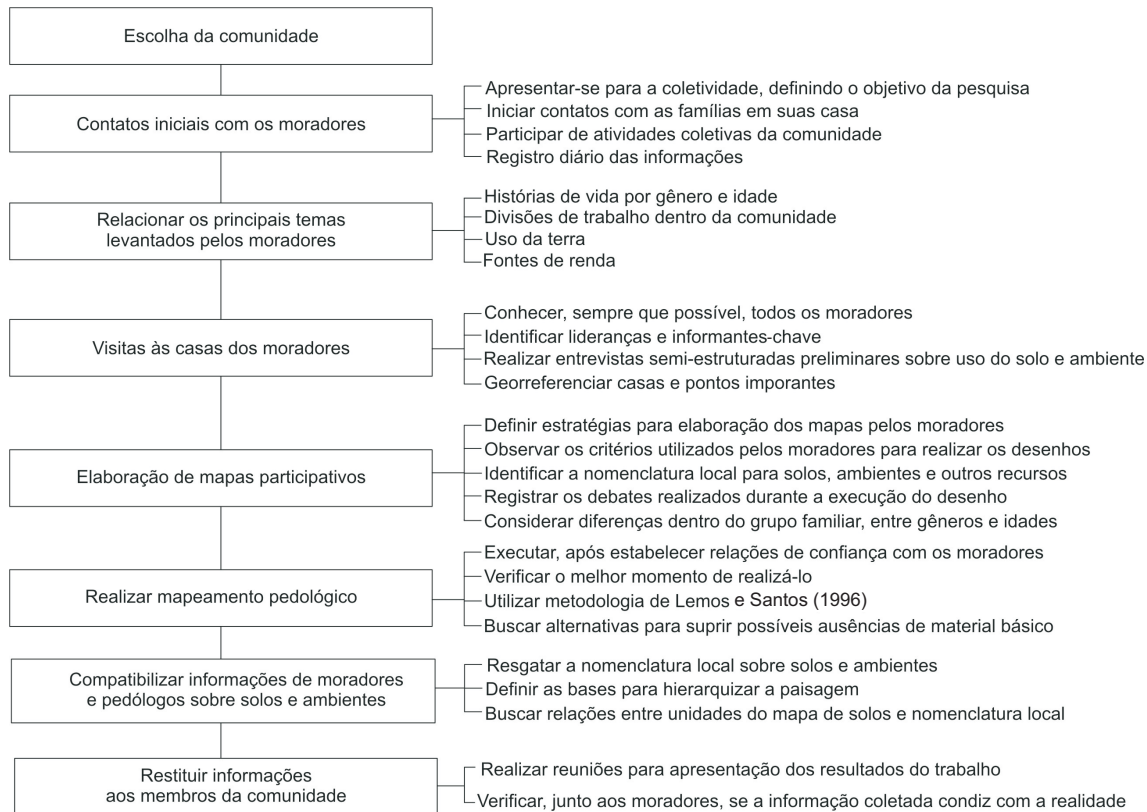 Escolha da comunidade
Contatos iniciais com os moradores
Apresentar-se para a coletividade, definindo o objetivo da pesquisa
Iniciar contatos com as famílias em suas casa
Participar de atividades coletivas da comunidade
Registro diário das informações
Relacionar os principais temas
levantados pelos moradores
Histórias de vida por gênero e idade
Divisões de trabalho dentro da comunidade
Uso da terra
Fontes de renda
Visitas às casas dos moradores
Conhecer, sempre que possível, todos os moradores
Identificar lideranças e informantes-chave
Realizar entrevistas semi-estruturadas preliminares sobre uso do solo e ambiente
Georreferenciar casas e pontos imporantes
Elaboração de mapas participativos
Definir estratégias para elaboração dos mapas pelos moradores
Observar os critérios utilizados pelos moradores para realizar os desenhos
Identificar a nomenclatura local para solos, ambientes e outros recursos
Registrar os debates realizados durante a execução do desenho
Considerar diferenças dentro do grupo familiar, entre gêneros e idades
Realizar mapeamento pedológico
Executar, após estabelecer relações de confiança com os moradores
Verificar o melhor momento de realizá-lo
Utilizar metodologia de Lemos e Santos (1996)
Buscar alternativas para suprir possíveis ausências de material básico
Compatibilizar informações de moradores
e pedólogos sobre solos e ambientes
Resgatar a nomenclatura local sobre solos e ambientes
Definir as bases para hierarquizar a paisagem
Buscar relações entre unidades do mapa de solos e nomenclatura local
Restituir informações
aos membros da comunidade
Realizar reuniões para apresentação dos resultados do trabalho
Verificar, junto aos moradores, se a informação coletada condiz com a realidade